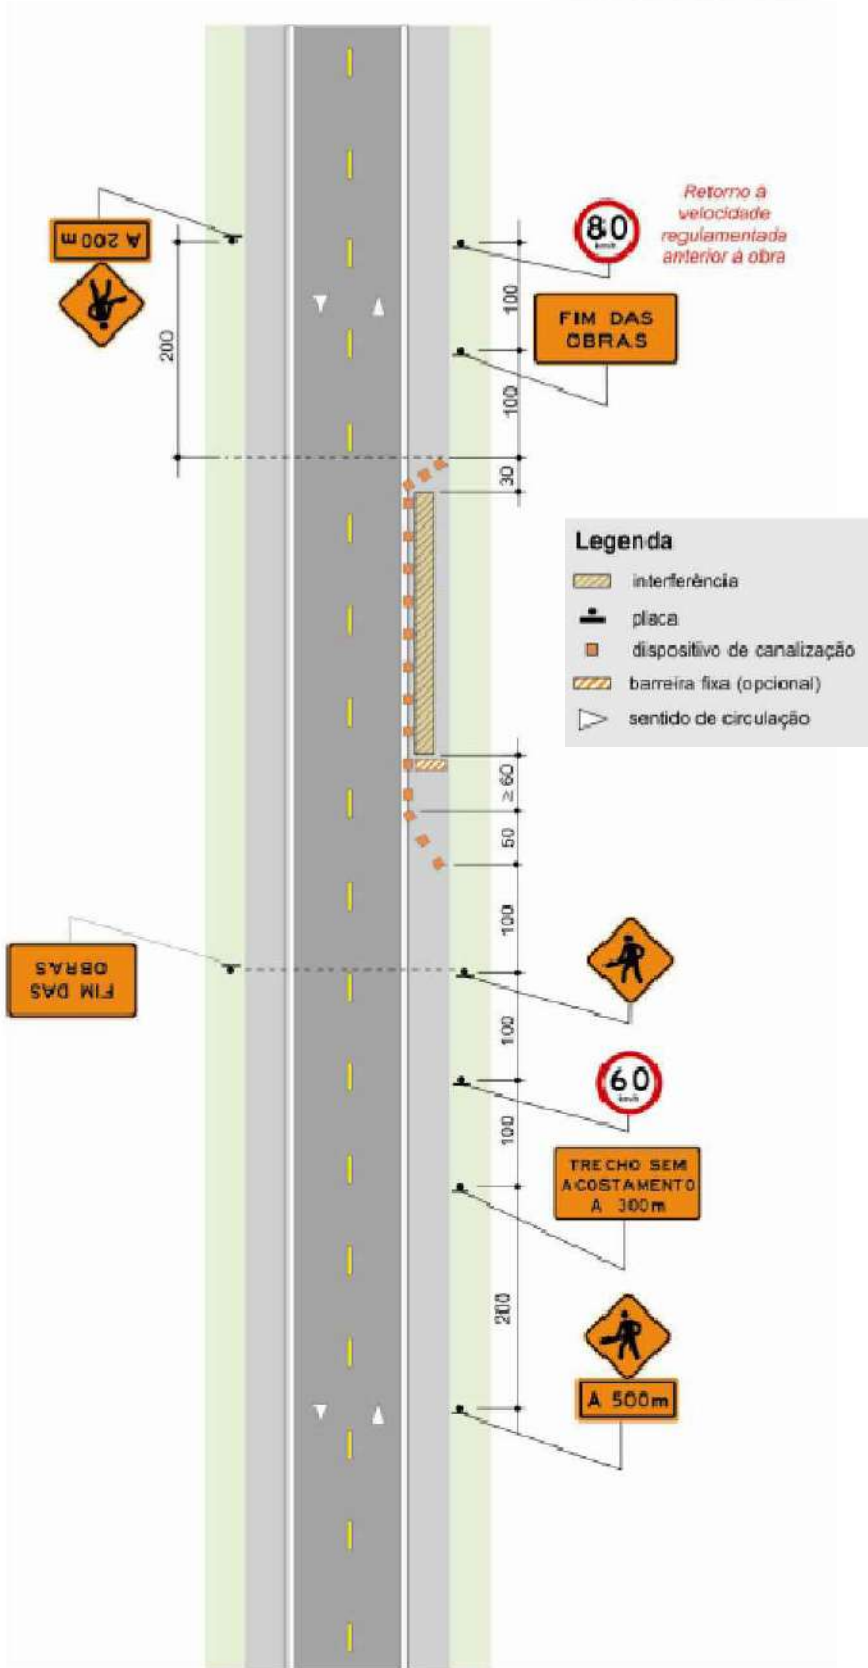 Retorno à
velocidade
regulamentada
anterior à obra
80
km/h
A 200 m
100
FIM DAS
OBRAS
200
100
30
Legenda
interferência
placa
dispositivo de canalização
barreira fixa (opcional)
sentido de circulação
≥ 60
50
100
FIM DAS
OBRAS
100
60
km/h
100
TRECHO SEM
ACOSTAMENTO
A 300m
200
A 500m